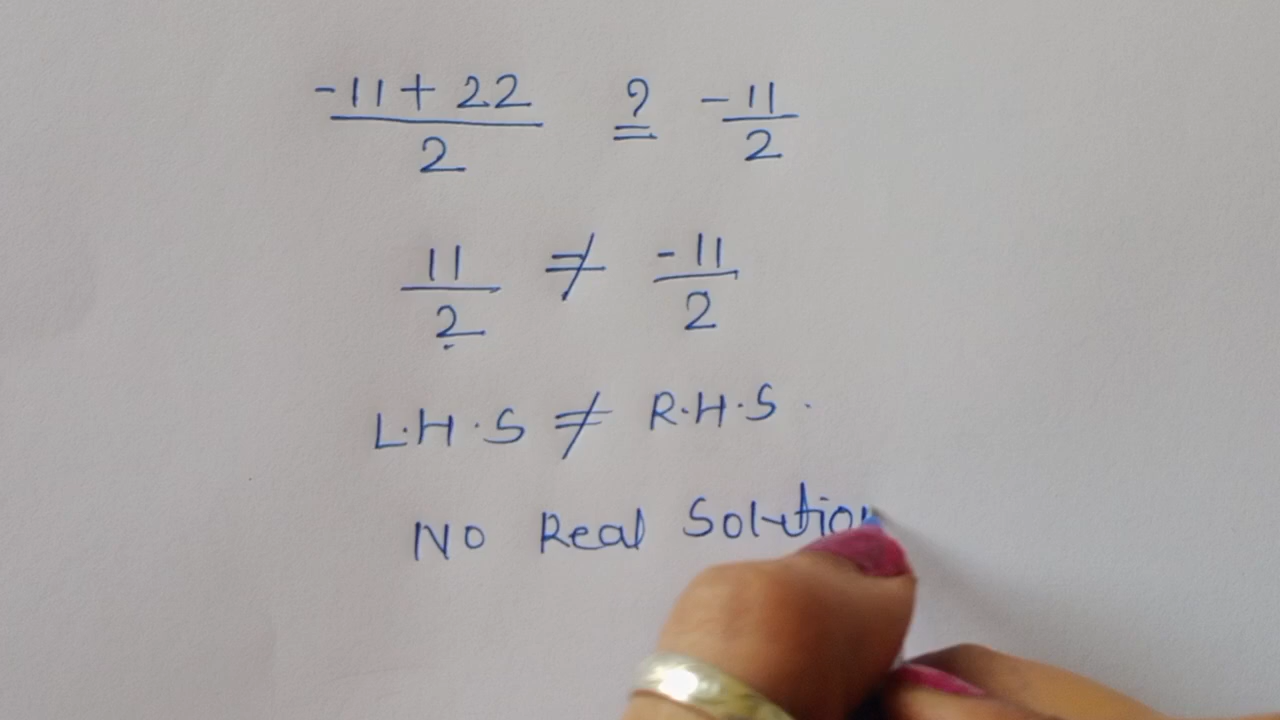 -11 + 22 / 2 ≟ -11 / 2
11 / 2 ≠ -11 / 2
L.H.S ≠ R.H.S.
No Real Solution